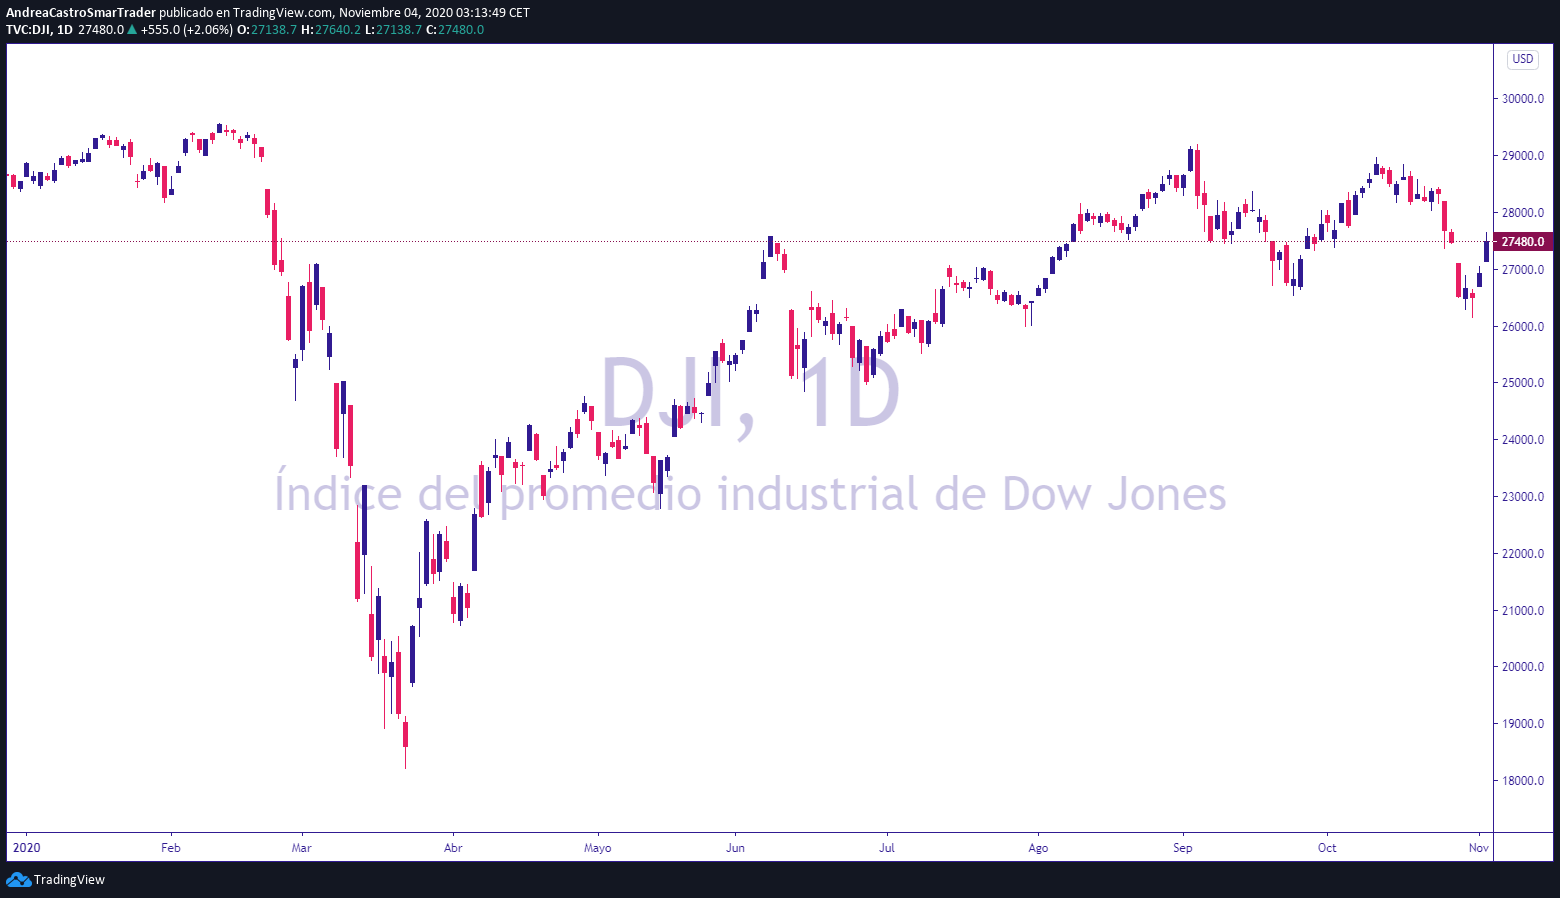 AndreaCastroSmarTrader publicado en TradingView.com, Noviembre 04, 2020 03:13:49 CET
TVC:DJI, 1D 27480.0 ▲ +555.0 (+2.06%) O:27138.7 H:27640.2 L:27138.7 C:27480.0
USD
30000.0
29000.0
28000.0
27480.0
27000.0
26000.0
25000.0
24000.0
23000.0
22000.0
21000.0
20000.0
19000.0
18000.0
DJI, 1D
Índice del promedio industrial de Dow Jones
2020 Feb Mar Abr Mayo Jun Jul Ago Sep Oct Nov
TradingView